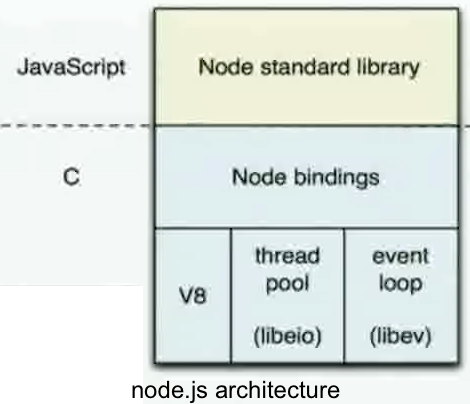 JavaScript
Node standard library
C
Node bindings
V8
thread
pool
(libeio)
event
loop
(libev)
node.js architecture